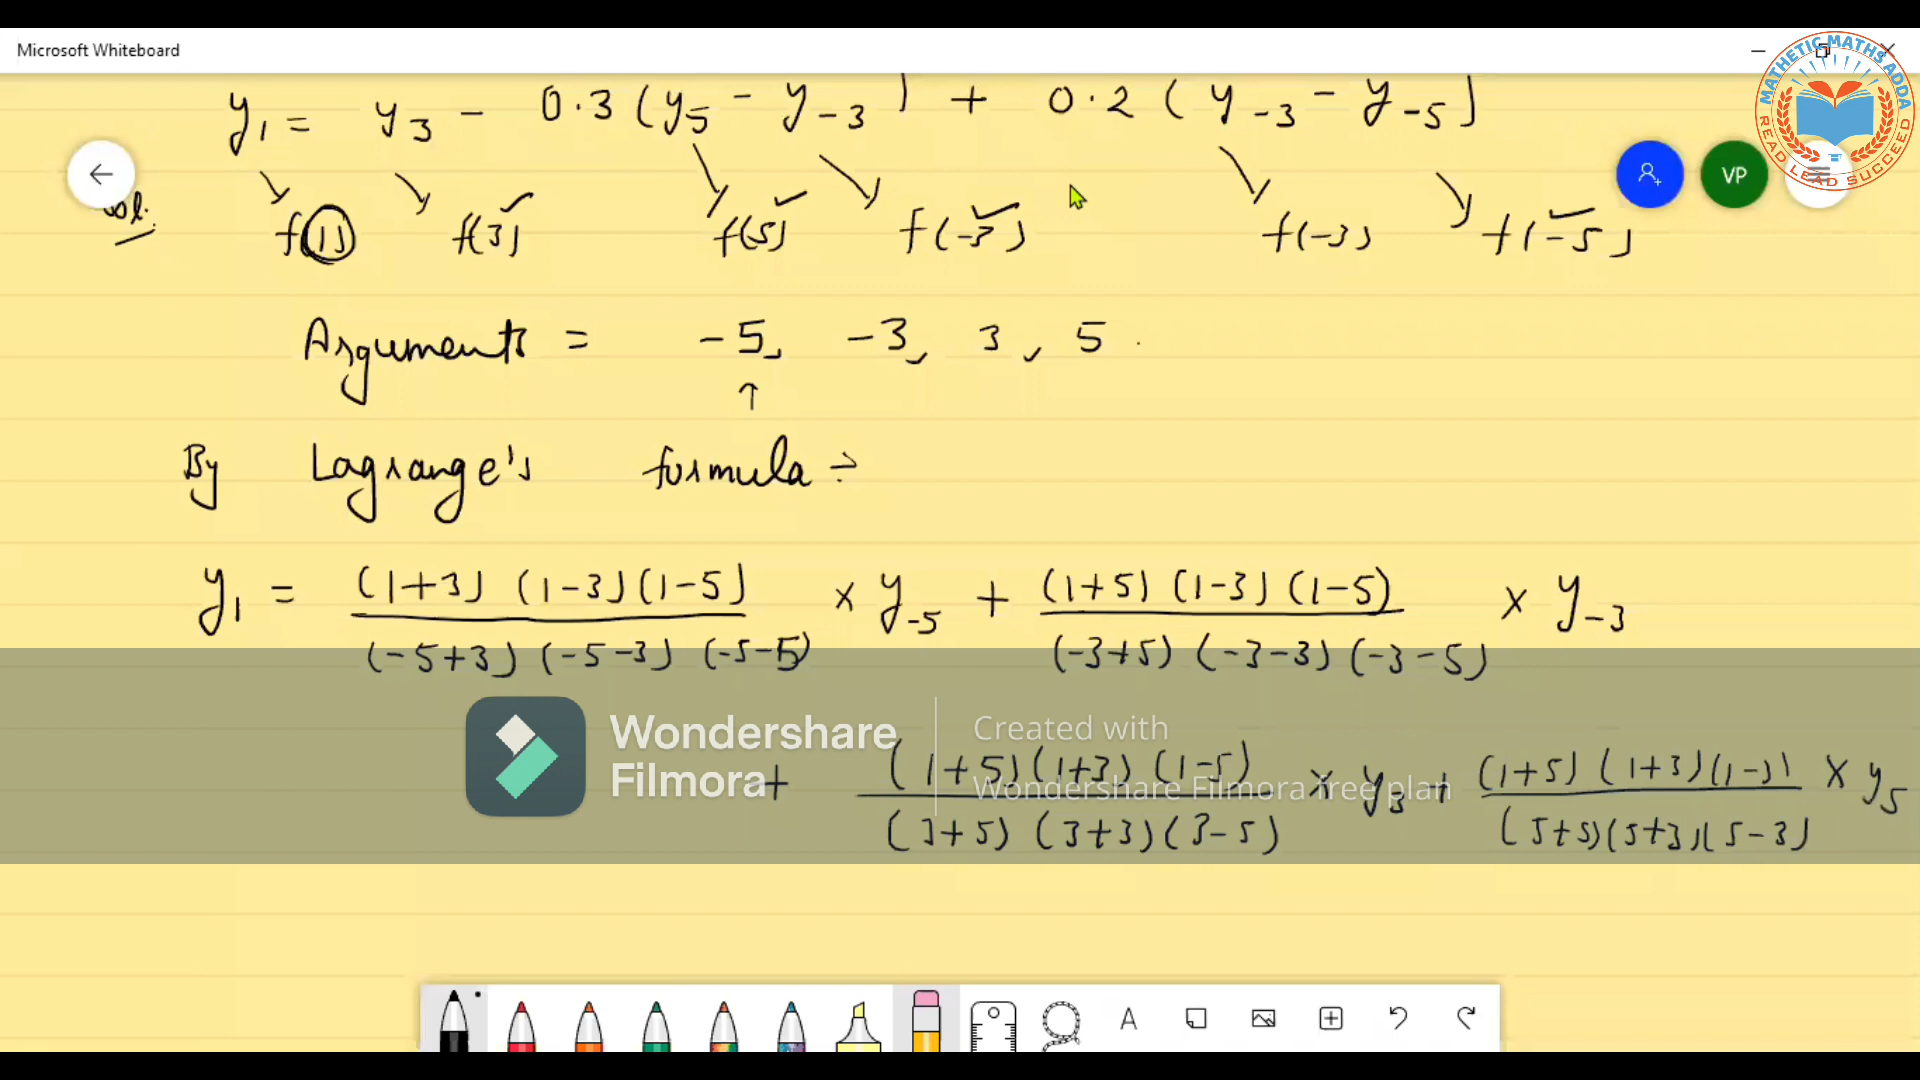 Microsoft Whiteboard
MATHETIC MATHS ADDA
READ LEAD SUCCEED
y₁ = y₃ - 0.3 (y₅ - y₋₃) + 0.2 (y₋₃ - y₋₅)
VP
Sol.
f(1) f(3) f(5) f(-3) f(-3) f(-5)
Arguments = -5, -3, 3, 5.
By Lagrange's formula :-
y₁ = (1+3) (1-3) (1-5) × y₋₅ + (1+5) (1-3) (1-5) × y₋₃
(-5+3) (-5-3) (-5-5) (-3+5) (-3-3) (-3-5)
Wondershare Filmora
Created with
Wondershare Filmora free plan
+ (1+5) (1+3) (1-5) × y₃ + (1+5) (1+3) (1-3) × y₅
(3+5) (3+3) (3-5) (5+5) (5+3) (5-3)
A